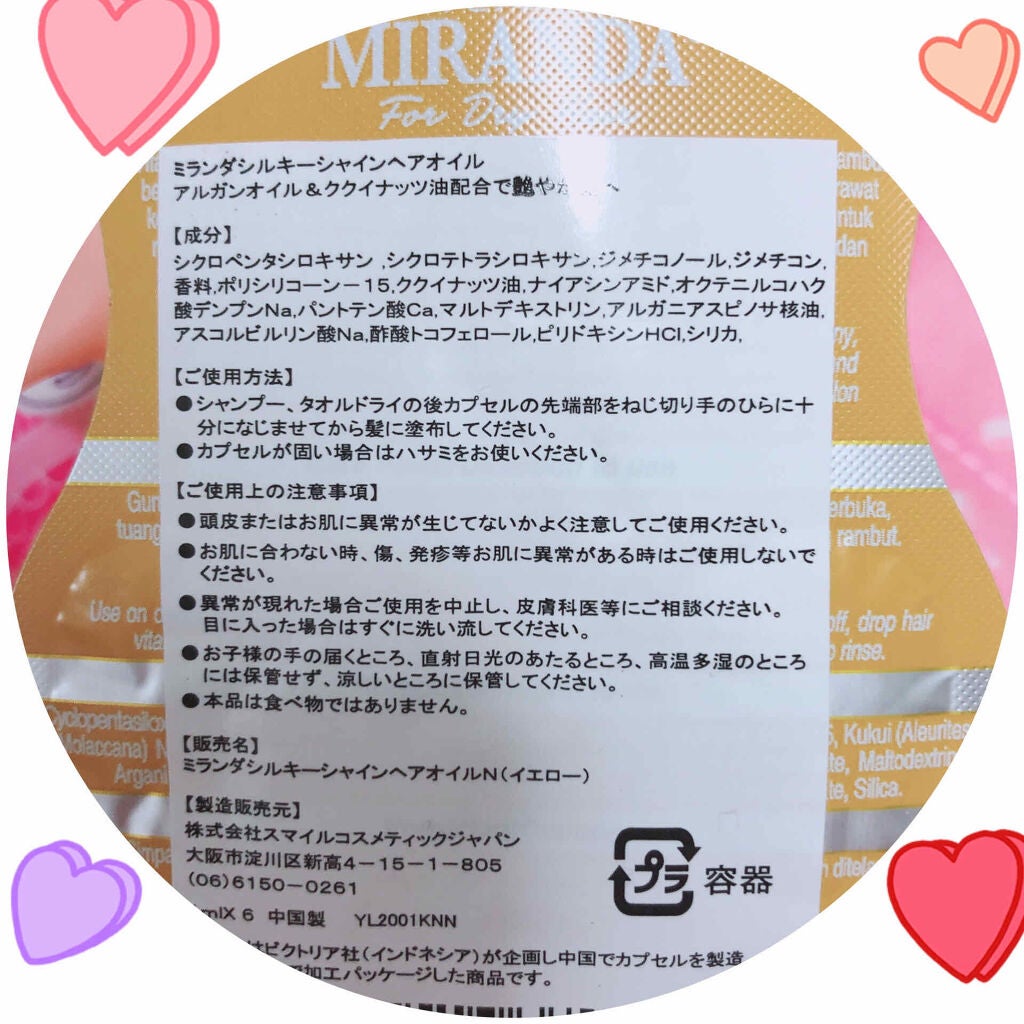 MIRANDA
For Dry Hair
ミランダシルキーシャインヘアオイル
アルガンオイル＆ククイナッツ油配合で艶やか
【成分】
シクロペンタシロキサン ,シクロテトラシロキサン,ジメチコノール,ジメチコン,
香料,ポリシリコーン－15,ククイナッツ油,ナイアシンアミド,オクテニルコハク
酸デンプンNa,パントテン酸Ca,マルトデキストリン,アルガニアスピノサ核油,
アスコルビルリン酸Na,酢酸トコフェロール,ピリドキシンHCl,シリカ,
【ご使用方法】
●シャンプー、タオルドライの後カプセルの先端部をねじ切り手のひらに十
分になじませてから髪に塗布してください。
●カプセルが固い場合はハサミをお使いください。
【ご使用上の注意事項】
●頭皮またはお肌に異常が生じてないかよく注意してご使用ください。
●お肌に合わない時、傷、発疹等お肌に異常がある時はご使用しないで
ください。
●異常が現れた場合ご使用を中止し、皮膚科医等にご相談ください。
目に入った場合はすぐに洗い流してください。
●お子様の手の届くところ、直射日光のあたるところ、高温多湿のところ
には保管せず、涼しいところに保管してください。
●本品は食べ物ではありません。
【販売名】
ミランダシルキーシャインヘアオイルN（イエロー）
【製造販売元】
株式会社スマイルコスメティックジャパン
大阪市淀川区新高4－15－1－805
（06）6150－0261
mlX 6 中国製 YL2001KNN
はビクトリア社（インドネシア）が企画し中国でカプセルを製造
加工パッケージした商品です。
プラ 容器
rawat
dan
erbuka,
rambut.
Use on
off, drop hair
rinse.
Kukui (Aleurites
Maltodextrin
Silica.